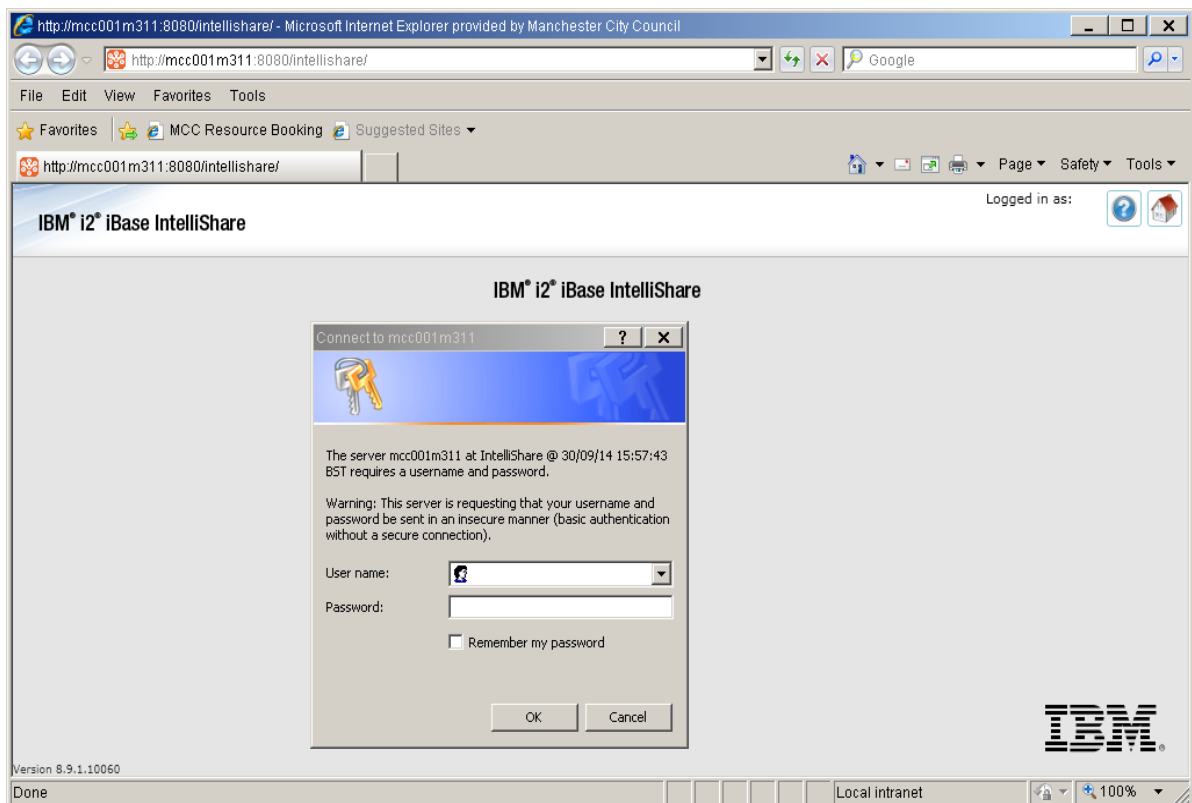 http://mcc001m311:8080/intellishare/ - Microsoft Internet Explorer provided by Manchester City Council
http://mcc001m311:8080/intellishare/
Google
File Edit View Favorites Tools
Favorites MCC Resource Booking Suggested Sites
http://mcc001m311:8080/intellishare/
Page Safety Tools
Logged in as:
IBM® i2® iBase IntelliShare
IBM® i2® iBase IntelliShare
Connect to mcc001m311
The server mcc001m311 at IntelliShare @ 30/09/14 15:57:43
BST requires a username and password.
Warning: This server is requesting that your username and
password be sent in an insecure manner (basic authentication
without a secure connection).
User name:
Password:
Remember my password
OK Cancel
IBM®
Version 8.9.1.10060
Done Local intranet 100%